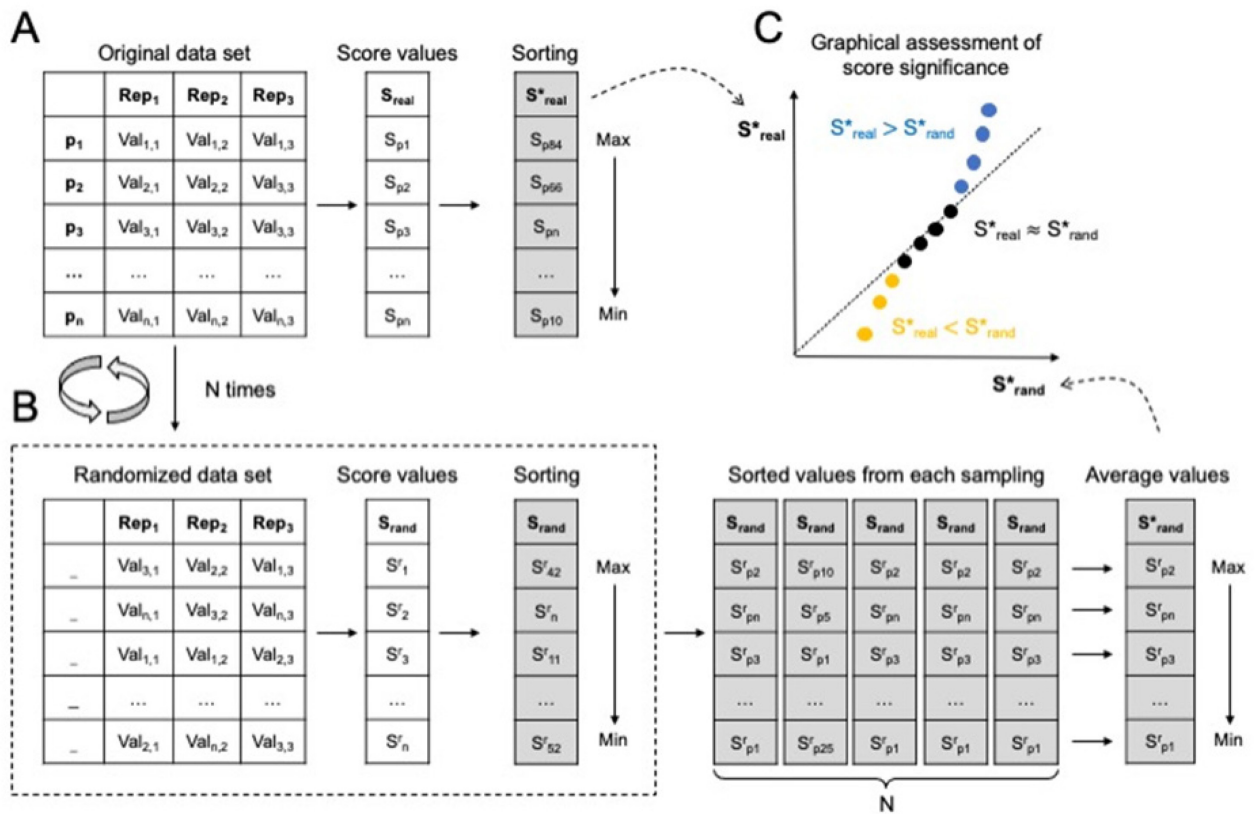 A
Original data set
Score values
Sorting
Rep1 Rep2 Rep3
Sreal
S*real
p1 Val1,1 Val1,2 Val1,3
Sp1
Sp84
Max
p2 Val2,1 Val2,2 Val3,3
Sp2
Sp66
p3 Val3,1 Val3,2 Val3,3
Sp3
Spn
... ... ... ...
...
...
pn Valn,1 Valn,2 Valn,3
Spn
Sp10
Min
N times
C
Graphical assessment of
score significance
S*real
S*real > S*rand
S*real ≈ S*rand
S*real < S*rand
S*rand
B
Randomized data set
Score values
Sorting
Rep1 Rep2 Rep3
Srand
Srand
_ Val3,1 Val2,2 Val1,3
Sr1
Sr42
Max
_ Valn,1 Val3,2 Valn,3
Sr2
Srn
_ Val1,1 Val1,2 Val2,3
Sr3
Sr11
_ ... ... ...
...
...
_ Val2,1 Valn,2 Val3,3
Srn
Sr52
Min
Sorted values from each sampling
Average values
Srand Srand Srand Srand Srand
S*rand
Srp2 Srp10 Srp2 Srp2 Srp2
Srp2
Max
Srpn Srp5 Srpn Srpn Srpn
Srpn
Srp3 Srp1 Srp3 Srp3 Srp3
Srp3
... ... ... ... ...
...
Srp1 Srp25 Srp1 Srp1 Srp1
Srp1
Min
N